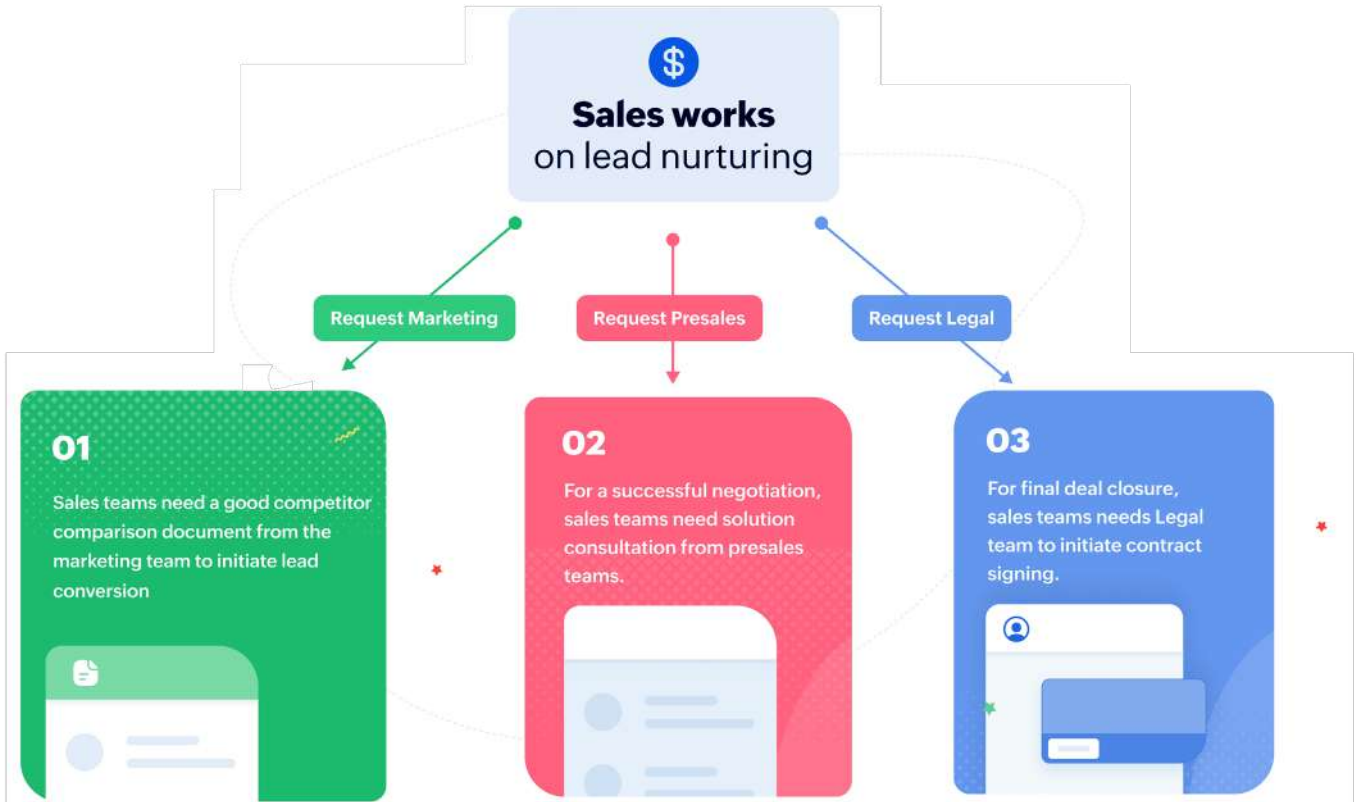 $
Sales works
on lead nurturing
Request Marketing
Request Presales
Request Legal
01
Sales teams need a good competitor
comparison document from the
marketing team to initiate lead
conversion
02
For a successful negotiation,
sales teams need solution
consultation from presales
teams.
03
For final deal closure,
sales teams needs Legal
team to initiate contract
signing.